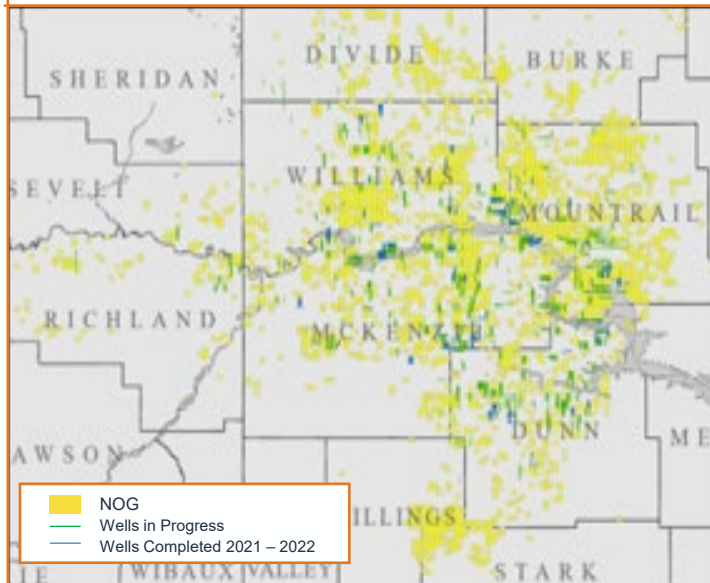 DIVIDE
BURKE
SHERIDAN
WILLIAMS
SEVELT
MOUNTRAIL
RICHLAND
MCKENZIE
DUNN
ME
AWSON
ILLINGS
NOG
Wells in Progress
Wells Completed 2021 – 2022
IE
WIBAUX
VALLEY
STARK